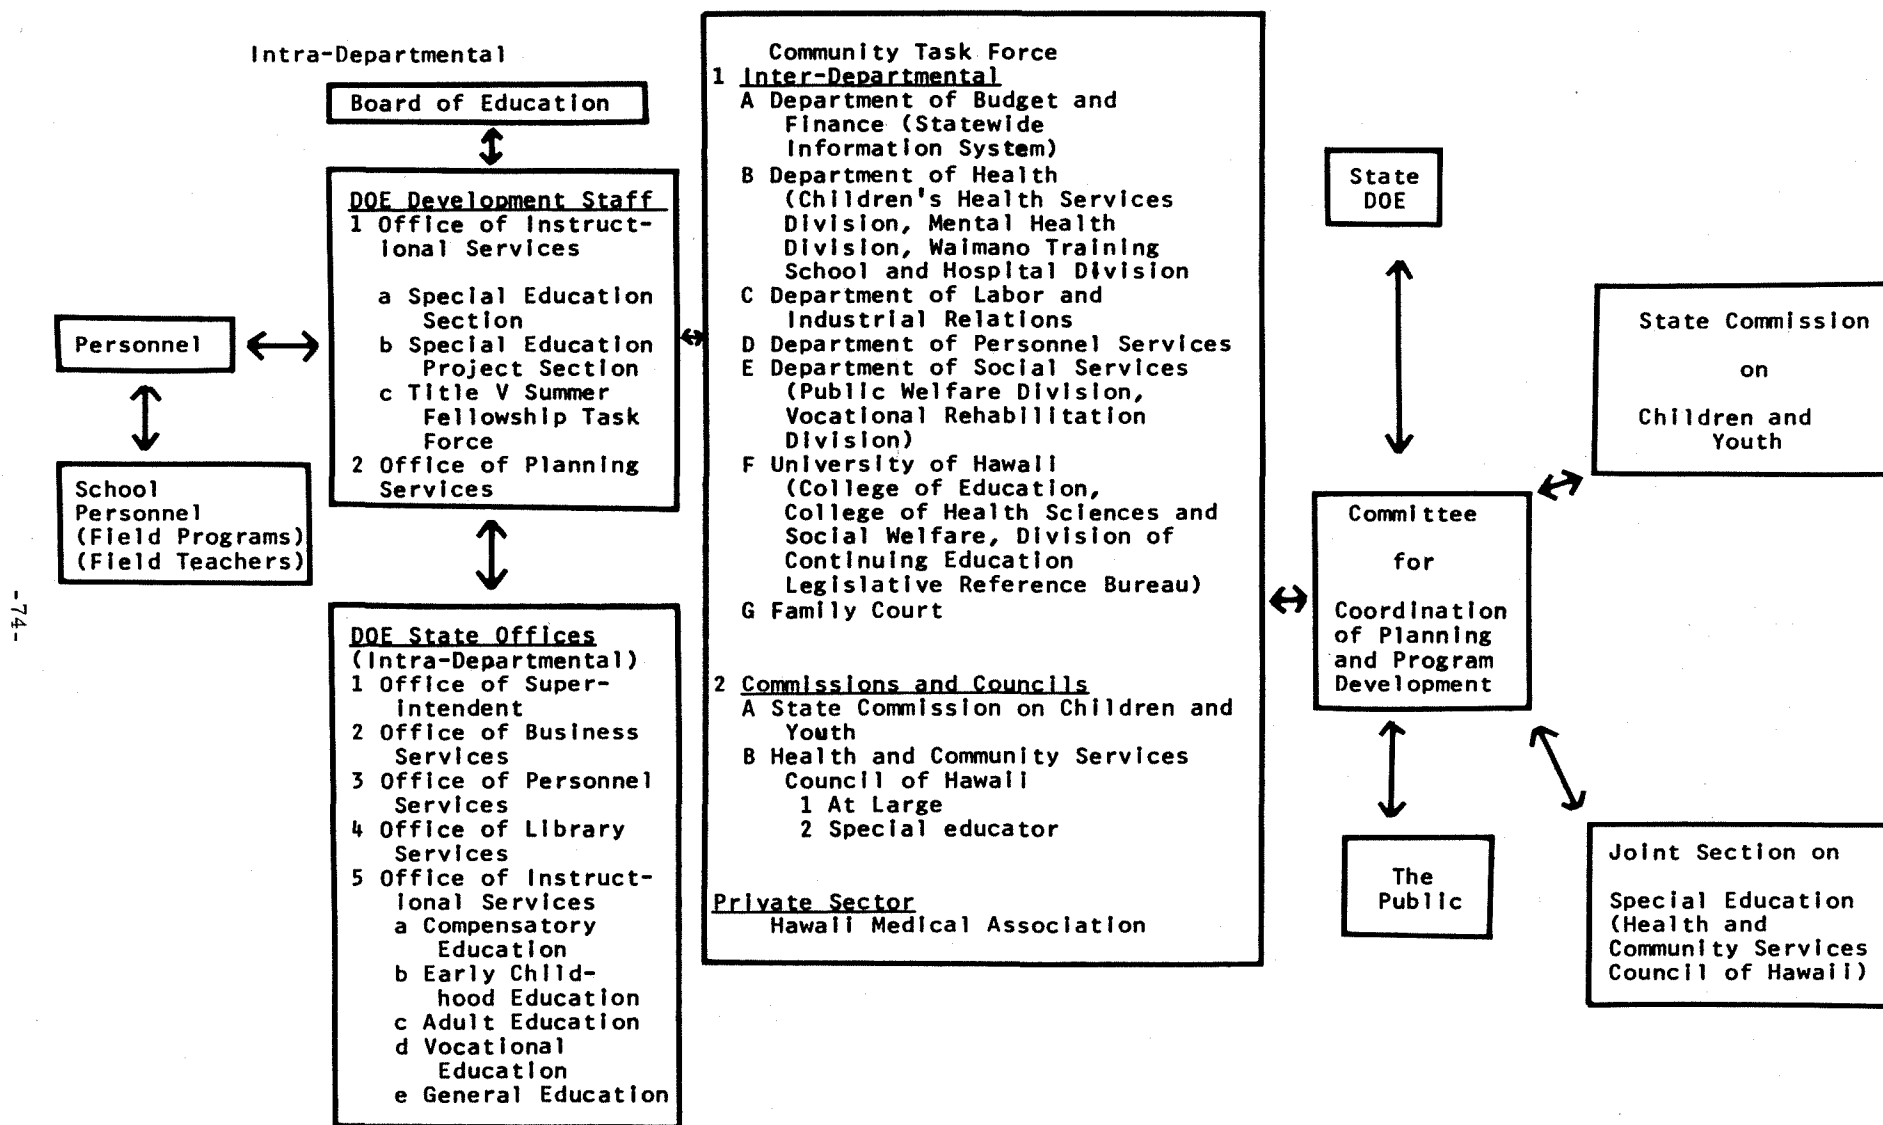 Intra-Departmental
Board of Education
DOE Development Staff
1 Office of Instruct-
ional Services
a Special Education
Section
b Special Education
Project Section
c Title V Summer
Fellowship Task
Force
2 Office of Planning
Services
Personnel
School
Personnel
(Field Programs)
(Field Teachers)
DOE State Offices
(Intra-Departmental)
1 Office of Super-
intendent
2 Office of Business
Services
3 Office of Personnel
Services
4 Office of Library
Services
5 Office of Instruct-
ional Services
a Compensatory
Education
b Early Child-
hood Education
c Adult Education
d Vocational
Education
e General Education
Community Task Force
1 Inter-Departmental
A Department of Budget and
Finance (Statewide
Information System)
B Department of Health
(Children's Health Services
Division, Mental Health
Division, Waimano Training
School and Hospital Division
C Department of Labor and
Industrial Relations
D Department of Personnel Services
E Department of Social Services
(Public Welfare Division,
Vocational Rehabilitation
Division)
F University of Hawaii
(College of Education,
College of Health Sciences and
Social Welfare, Division of
Continuing Education
Legislative Reference Bureau)
G Family Court
2 Commissions and Councils
A State Commission on Children and
Youth
B Health and Community Services
Council of Hawaii
1 At Large
2 Special educator
Private Sector
Hawaii Medical Association
State
DOE
State Commission
on
Children and
Youth
Committee
for
Coordination
of Planning
and Program
Development
The
Public
Joint Section on
Special Education
(Health and
Community Services
Council of Hawaii)
-74-